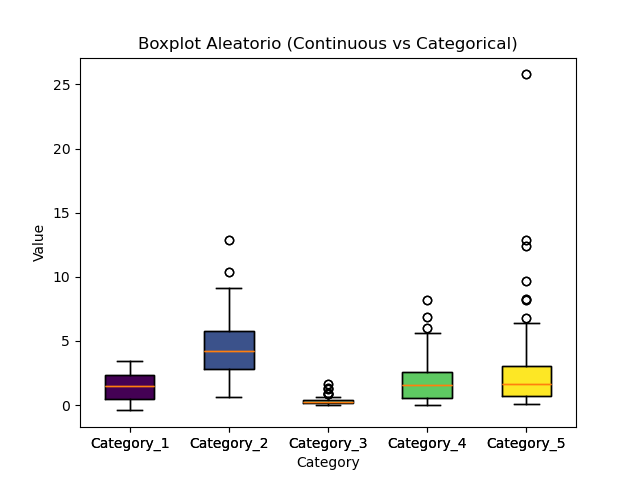 Boxplot Aleatorio (Continuous vs Categorical)
25
20
15
10
5
0
Value
Category_1 Category_2 Category_3 Category_4 Category_5
Category